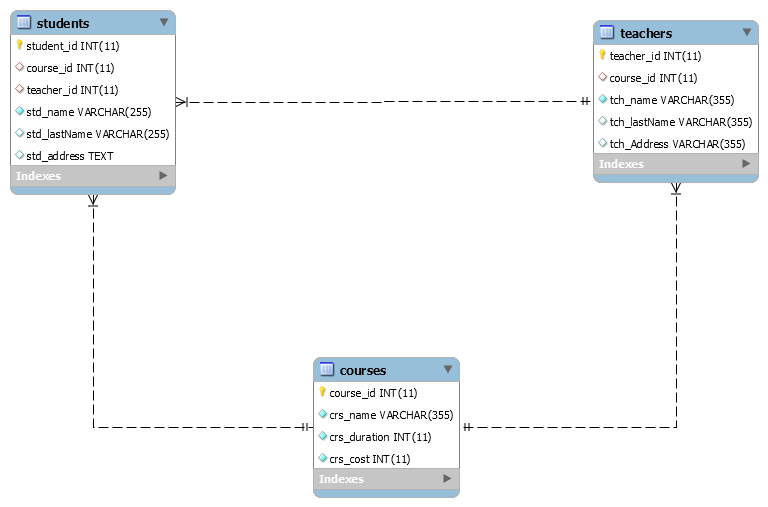 students
student_id INT(11)
course_id INT(11)
teacher_id INT(11)
std_name VARCHAR(255)
std_lastName VARCHAR(255)
std_address TEXT
Indexes
teachers
teacher_id INT(11)
course_id INT(11)
tch_name VARCHAR(355)
tch_lastName VARCHAR(355)
tch_Address VARCHAR(355)
Indexes
courses
course_id INT(11)
crs_name VARCHAR(355)
crs_duration INT(11)
crs_cost INT(11)
Indexes